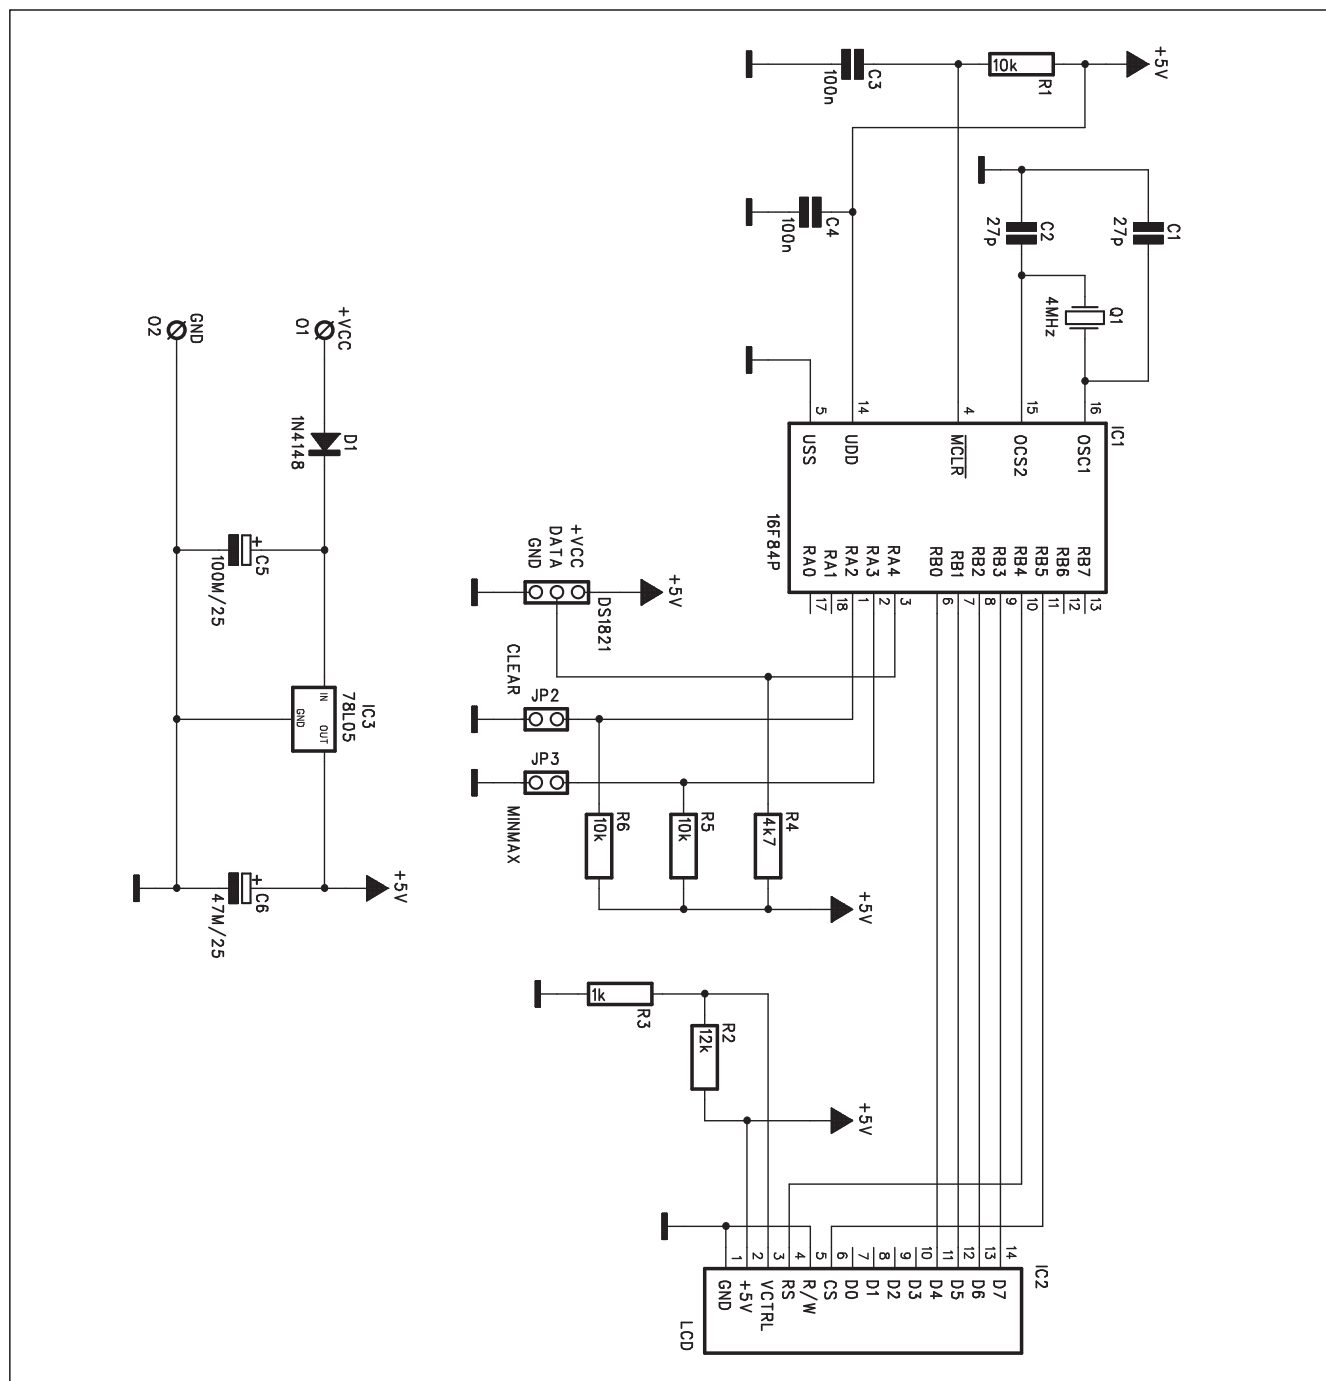 +5V
R1
10k
C3
100n
C4
100n
C1
27p
C2
27p
Q1
4MHz
IC1
16F84P
16
15
4
14
5
OSC1
OCS2
MCLR
UDD
USS
RB7
RB6
RB5
RB4
RB3
RB2
RB1
RB0
RA4
RA3
RA2
RA1
RA0
13
12
11
10
9
8
7
6
3
2
1
18
17
+5V
DS1821
+VCC
DATA
GND
CLEAR
JP2
JP3
MINMAX
R4
4k7
R5
10k
R6
10k
+5V
R3
1k
R2
12k
+5V
IC2
LCD
14
13
12
11
10
9
8
7
6
5
4
3
2
1
D7
D6
D5
D4
D3
D2
D1
D0
CS
R/W
RS
VCTRL
+5V
GND
+VCC
O1
GND
O2
D1
1N4148
C5
+
100M/25
IC3
78L05
IN
OUT
GND
C6
+
47M/25
+5V